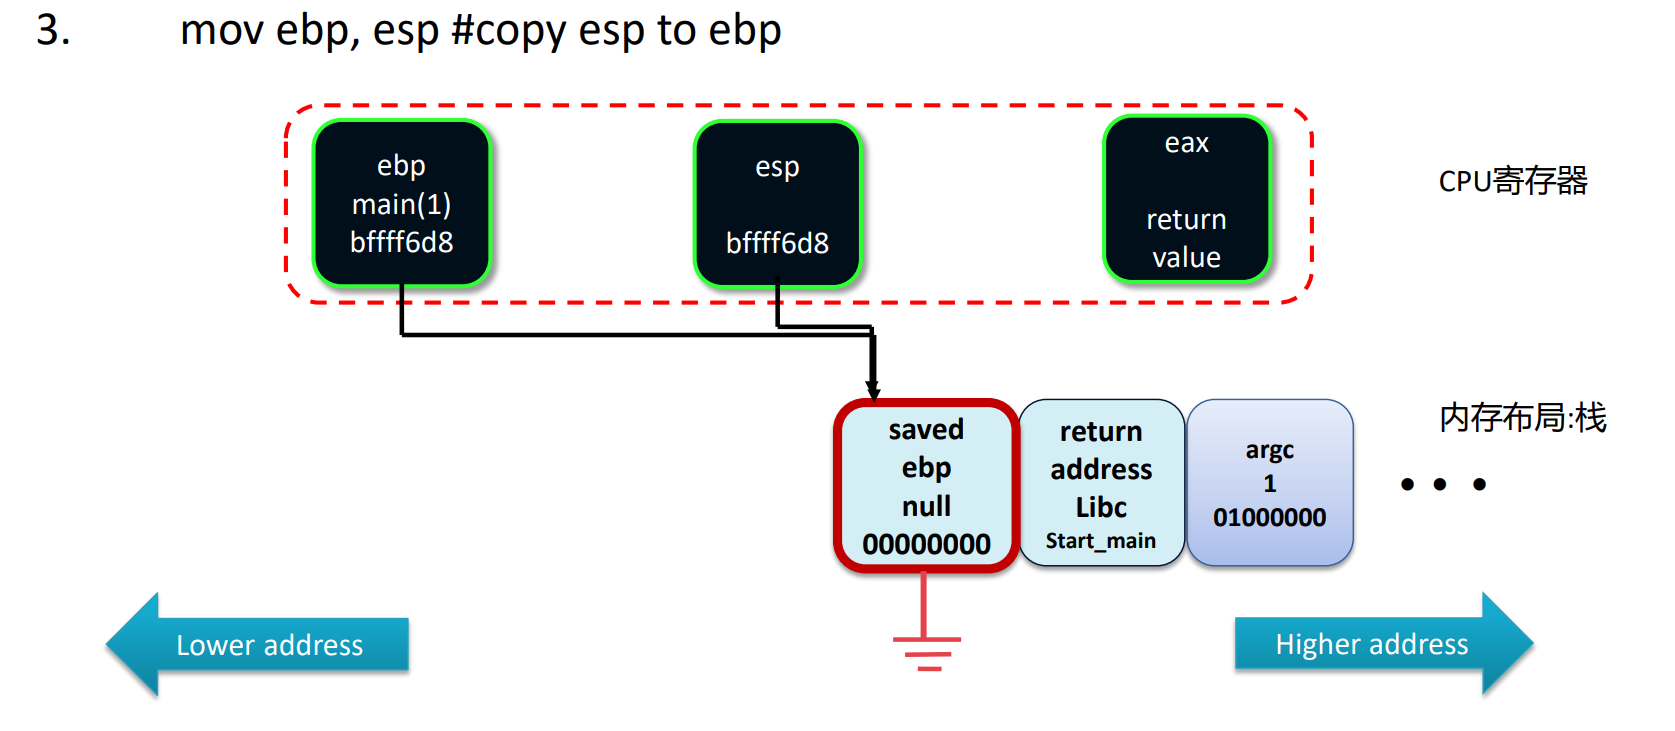 3. mov ebp, esp #copy esp to ebp
ebp
main(1)
bffff6d8
esp
bffff6d8
eax
return
value
CPU寄存器
saved
ebp
null
00000000
return
address
Libc
Start_main
argc
1
01000000
内存布局:栈
• • •
Lower address
Higher address